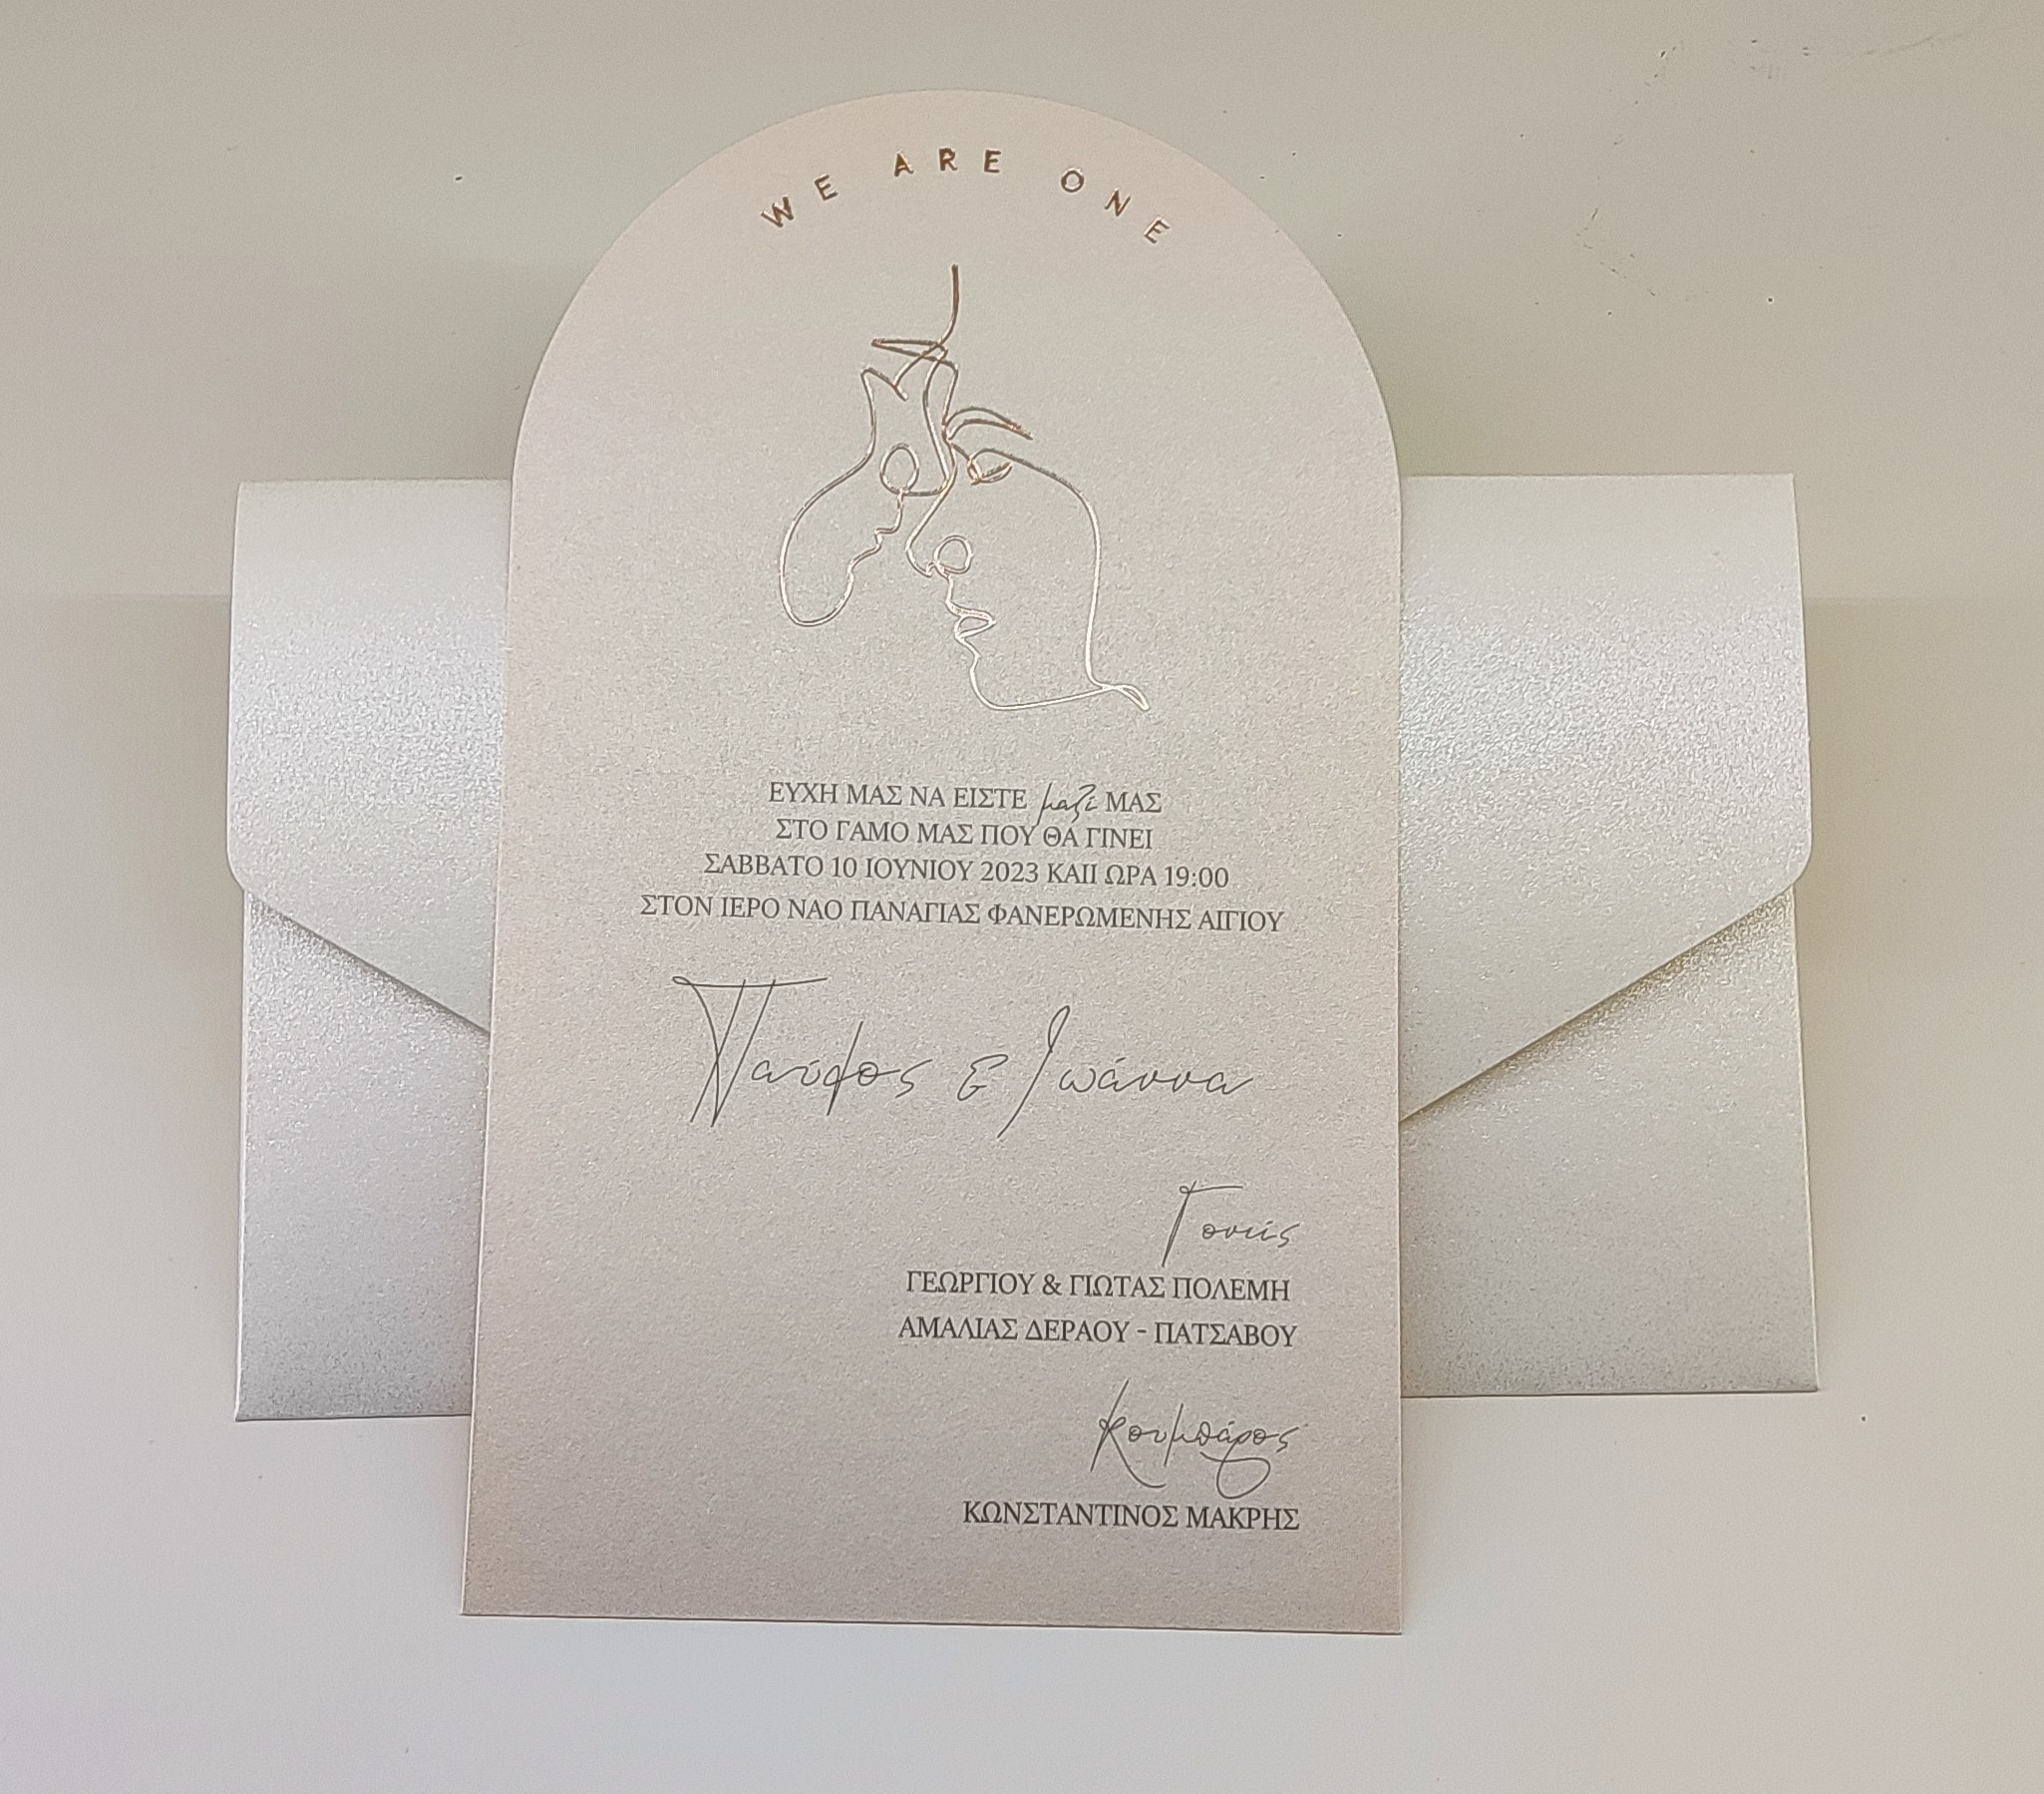 WE ARE ONE
ΕΥΧΗ ΜΑΣ ΝΑ ΕΙΣΤΕ μαζί ΜΑΣ
ΣΤΟ ΓΑΜΟ ΜΑΣ ΠΟΥ ΘΑ ΓΙΝΕΙ
ΣΑΒΒΑΤΟ 10 ΙΟΥΝΙΟΥ 2023 ΚΑΙΙ ΩΡΑ 19:00
ΣΤΟΝ ΙΕΡΟ ΝΑΟ ΠΑΝΑΓΙΑΣ ΦΑΝΕΡΩΜΕΝΗΣ ΑΙΓΙΟΥ
Παύλος & Ιωάννα
Γονείς
ΓΕΩΡΓΙΟΥ & ΓΙΩΤΑΣ ΠΟΛΕΜΗ
ΑΜΑΛΙΑΣ ΔΕΡΑΟΥ - ΠΑΤΣΑΒΟΥ
Κουμπάρος
ΚΩΝΣΤΑΝΤΙΝΟΣ ΜΑΚΡΗΣ